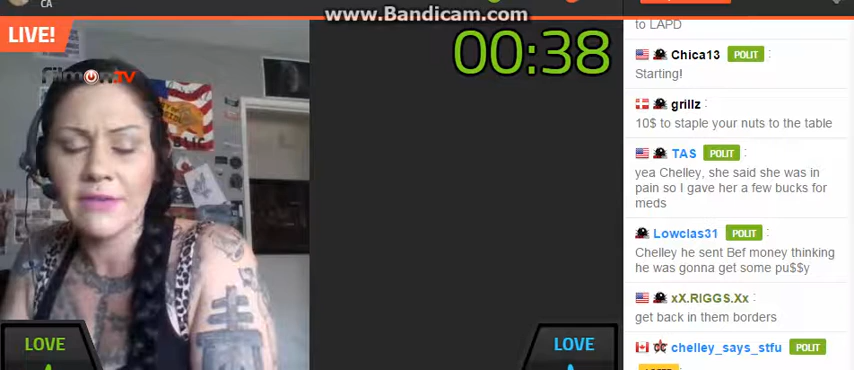 www.Bandicam.com
CA
LIVE!
filmon.TV
BLIC
00:38
LOVE
LOVE
to LAPD
Chica13 POLIT :
Starting!
grillz :
10$ to staple your nuts to the table
TAS POLIT :
yea Chelley, she said she was in
pain so I gave her a few bucks for
meds
Lowclas31 POLIT :
Chelley he sent Bef money thinking
he was gonna get some pu$$y
xX.RIGGS.Xx :
get back in them borders
chelley_says_stfu POLIT